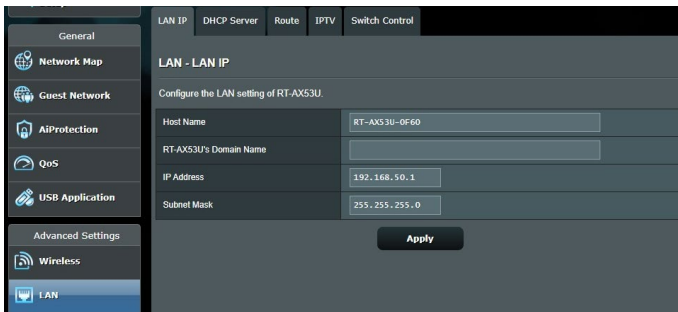 LAN IP DHCP Server Route IPTV Switch Control
General
Network Map
LAN - LAN IP
Guest Network
Configure the LAN setting of RT-AX53U.
Host Name RT-AX53U-0F60
AiProtection
RT-AX53U's Domain Name
QoS
IP Address 192.168.50.1
USB Application
Subnet Mask 255.255.255.0
Advanced Settings
Apply
Wireless
LAN